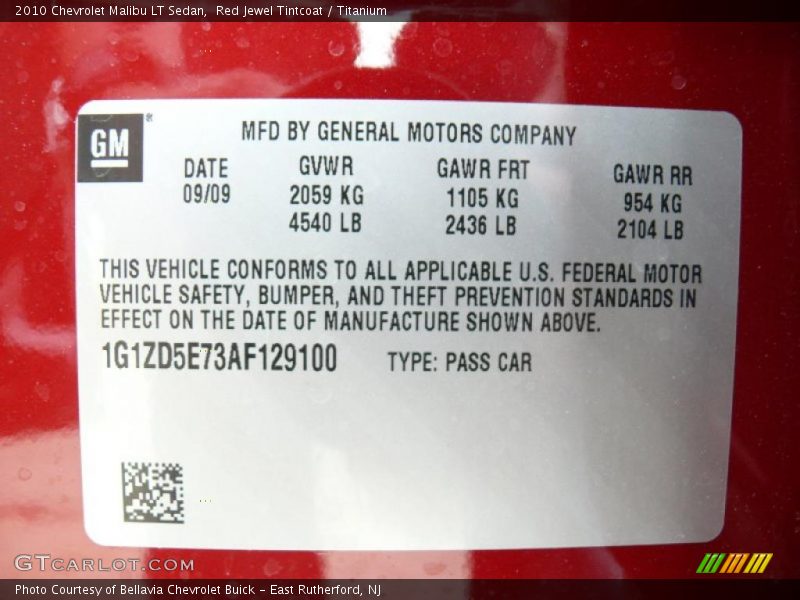 2010 Chevrolet Malibu LT Sedan,  Red Jewel Tintcoat / Titanium
GM®
MFD BY GENERAL MOTORS COMPANY
DATE GVWR GAWR FRT GAWR RR
09/09 2059 KG 1105 KG 954 KG
4540 LB 2436 LB 2104 LB
THIS VEHICLE CONFORMS TO ALL APPLICABLE U.S. FEDERAL MOTOR
VEHICLE SAFETY, BUMPER, AND THEFT PREVENTION STANDARDS IN
EFFECT ON THE DATE OF MANUFACTURE SHOWN ABOVE.
1G1ZD5E73AF129100 TYPE: PASS CAR
GTCARLOT.COM
Photo Courtesy of Bellavia Chevrolet Buick - East Rutherford, NJ